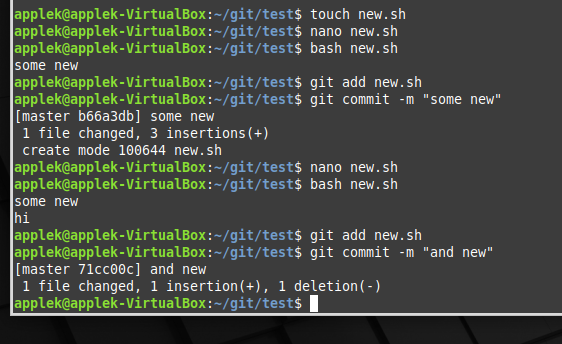 applek@applek-VirtualBox:~/git/test$ touch new.sh
applek@applek-VirtualBox:~/git/test$ nano new.sh
applek@applek-VirtualBox:~/git/test$ bash new.sh
some new
applek@applek-VirtualBox:~/git/test$ git add new.sh
applek@applek-VirtualBox:~/git/test$ git commit -m "some new"
[master b66a3db] some new
 1 file changed, 3 insertions(+)
 create mode 100644 new.sh
applek@applek-VirtualBox:~/git/test$ nano new.sh
applek@applek-VirtualBox:~/git/test$ bash new.sh
some new
hi
applek@applek-VirtualBox:~/git/test$ git add new.sh
applek@applek-VirtualBox:~/git/test$ git commit -m "and new"
[master 71cc00c] and new
 1 file changed, 1 insertion(+), 1 deletion(-)
applek@applek-VirtualBox:~/git/test$